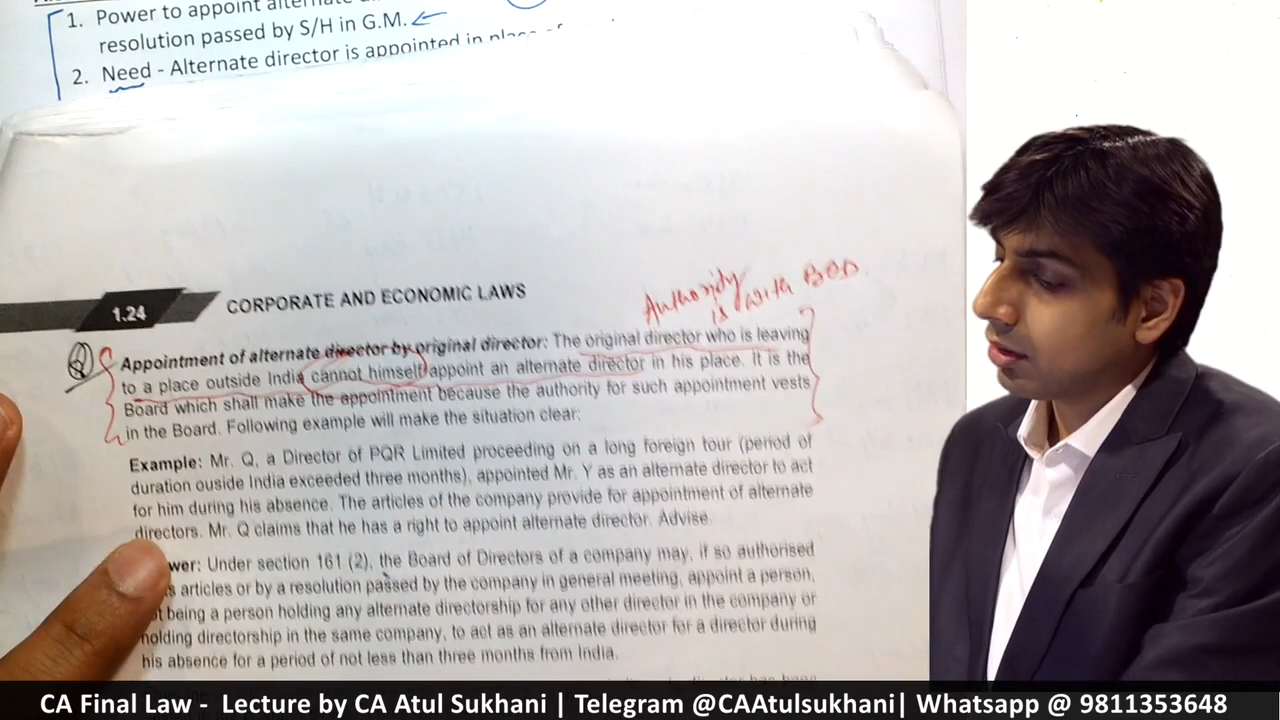 1. Power to appoint alternate
resolution passed by S/H in G.M.
2. Need - Alternate director is appointed in place of
Authority is with BOD
1.24 CORPORATE AND ECONOMIC LAWS
Q
Appointment of alternate director by original director: The original director who is leaving
to a place outside India cannot himself appoint an alternate director in his place. It is the
Board which shall make the appointment because the authority for such appointment vests
in the Board. Following example will make the situation clear:
Example: Mr. Q, a Director of PQR Limited proceeding on a long foreign tour (period of
duration ouside India exceeded three months), appointed Mr. Y as an alternate director to act
for him during his absence. The articles of the company provide for appointment of alternate
directors. Mr. Q claims that he has a right to appoint alternate director. Advise.
wer: Under section 161 (2), the Board of Directors of a company may, if so authorised
s articles or by a resolution passed by the company in general meeting, appoint a person,
t being a person holding any alternate directorship for any other director in the company or
holding directorship in the same company, to act as an alternate director for a director during
his absence for a period of not less than three months from India.
CA Final Law - Lecture by CA Atul Sukhani | Telegram @CAAtulsukhani| Whatsapp @ 9811353648